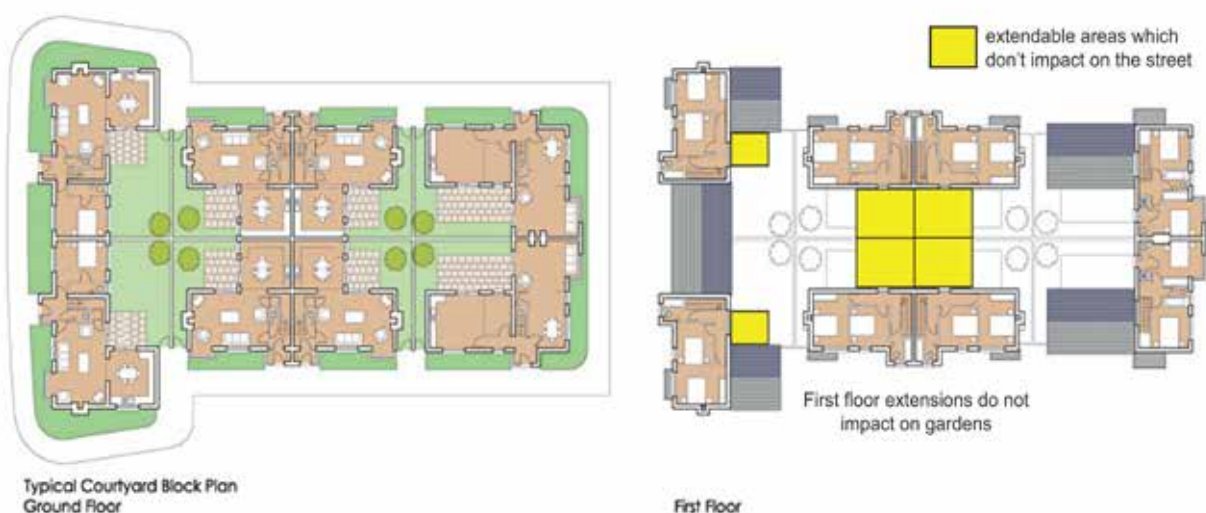 extendable areas which
don't impact on the street
First floor extensions do not
impact on gardens
Typical Courtyard Block Plan
Ground Floor
First Floor